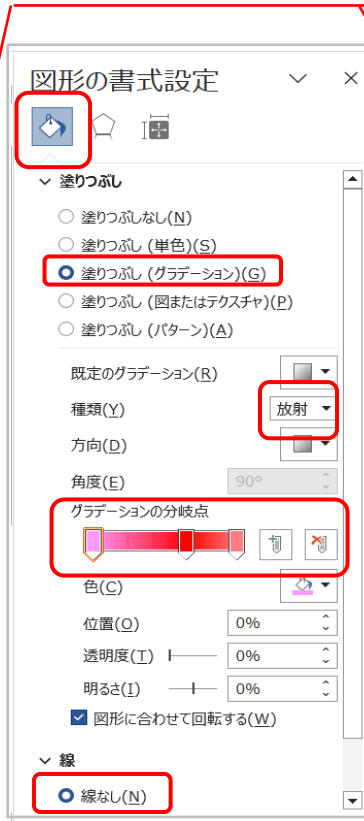 図形の書式設定
塗りつぶし
塗りつぶしなし(N)
塗りつぶし (単色)(S)
塗りつぶし (グラデーション)(G)
塗りつぶし (図またはテクスチャ)(P)
塗りつぶし (パターン)(A)
既定のグラデーション(R)
種類(Y) 放射
方向(D)
角度(E) 90°
グラデーションの分岐点
色(C)
位置(O) 0%
透明度(T) 0%
明るさ(I) 0%
図形に合わせて回転する(W)
線
線なし(N)